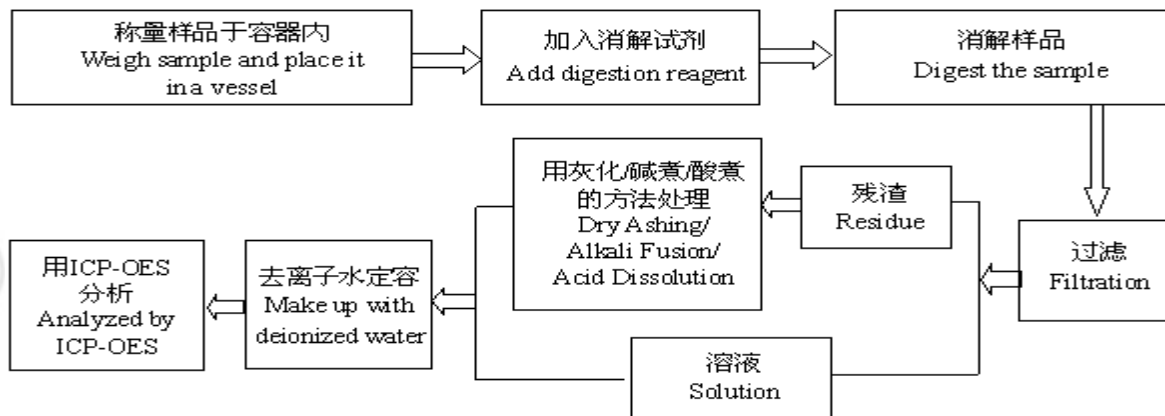 称量样品于容器内
Weigh sample and place it
in a vessel
加入消解试剂
Add digestion reagent
消解样品
Digest the sample
过滤
Filtration
残渣
Residue
用灰化/碱煮/酸煮
的方法处理
Dry Ashing/
Alkali Fusion/
Acid Dissolution
溶液
Solution
去离子水定容
Make up with
deionized water
用ICP-OES
分析
Analyzed by
ICP-OES